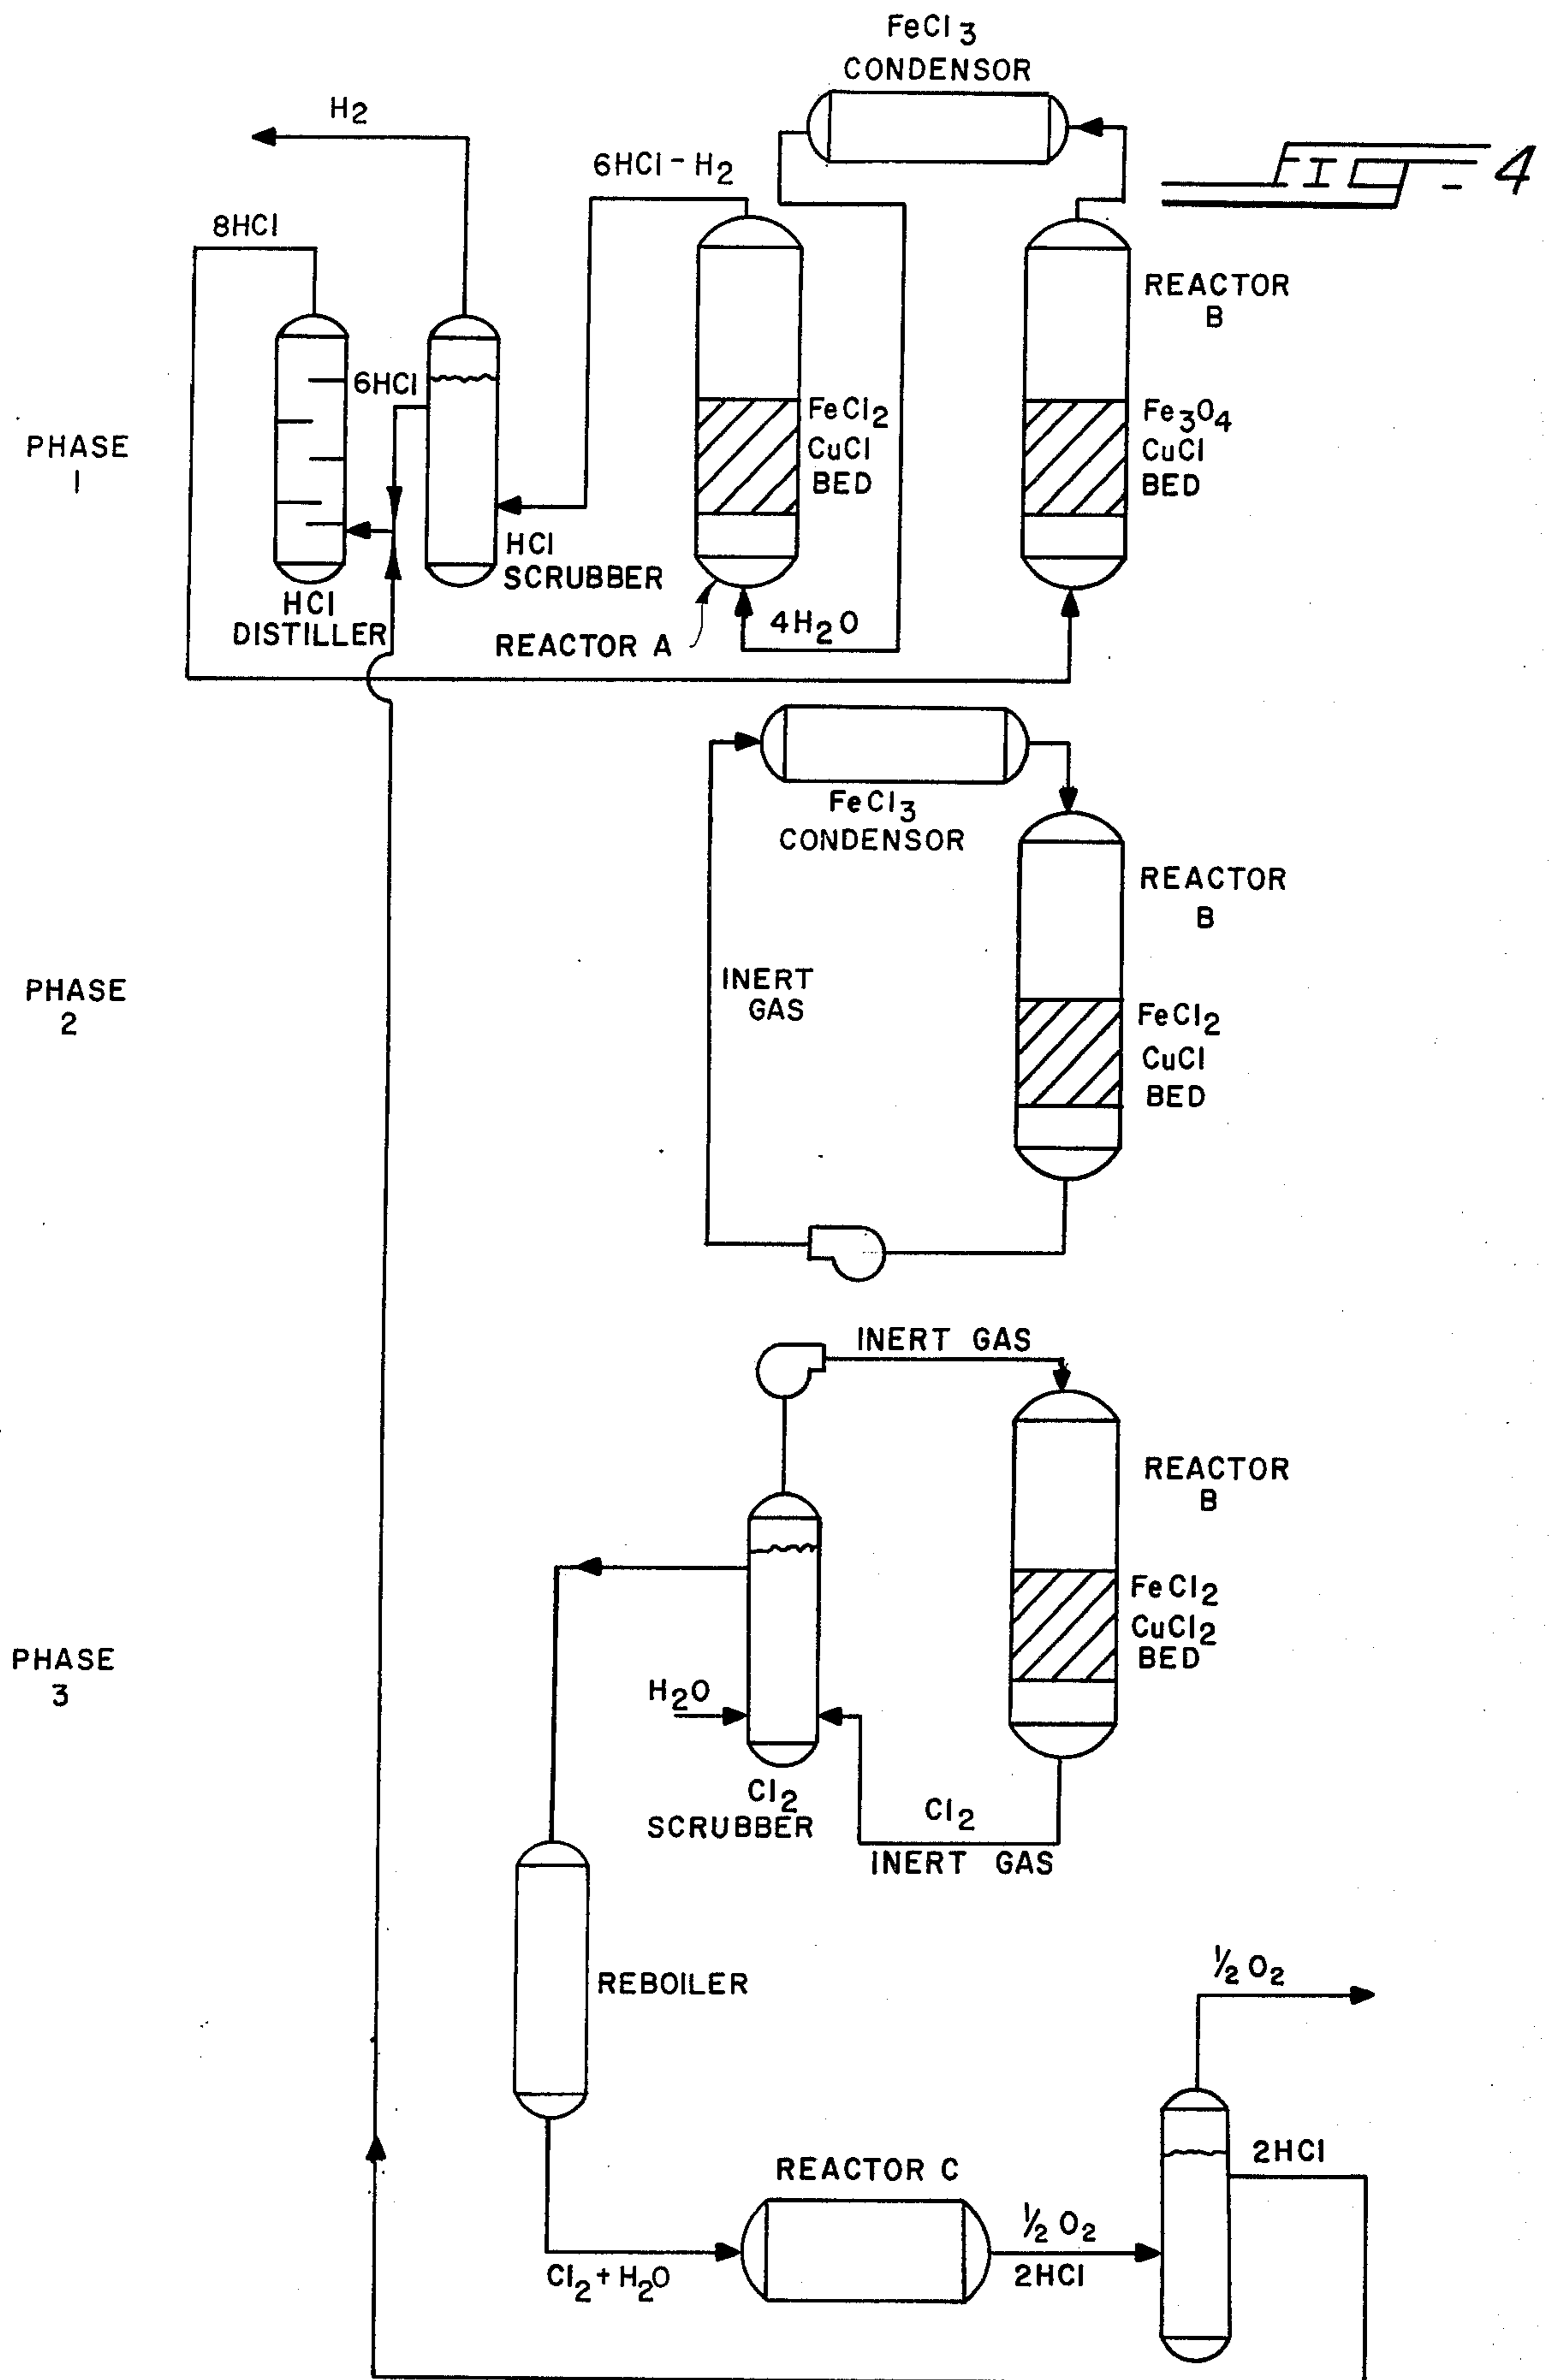 FeCl3
CONDENSOR
FIG-4
H2
6HCl-H2
8HCl
REACTOR
B
6HCl
FeCl2
CuCl
BED
Fe3O4
CuCl
BED
PHASE
1
HCl
SCRUBBER
HCl
DISTILLER
4H2O
REACTOR A
FeCl3
CONDENSOR
REACTOR
B
INERT
GAS
PHASE
2
FeCl2
CuCl
BED
INERT GAS
REACTOR
B
FeCl2
CuCl2
BED
PHASE
3
H2O
Cl2
SCRUBBER
Cl2
INERT GAS
REBOILER
½ O2
REACTOR C
2HCl
½ O2
2HCl
Cl2+H2O